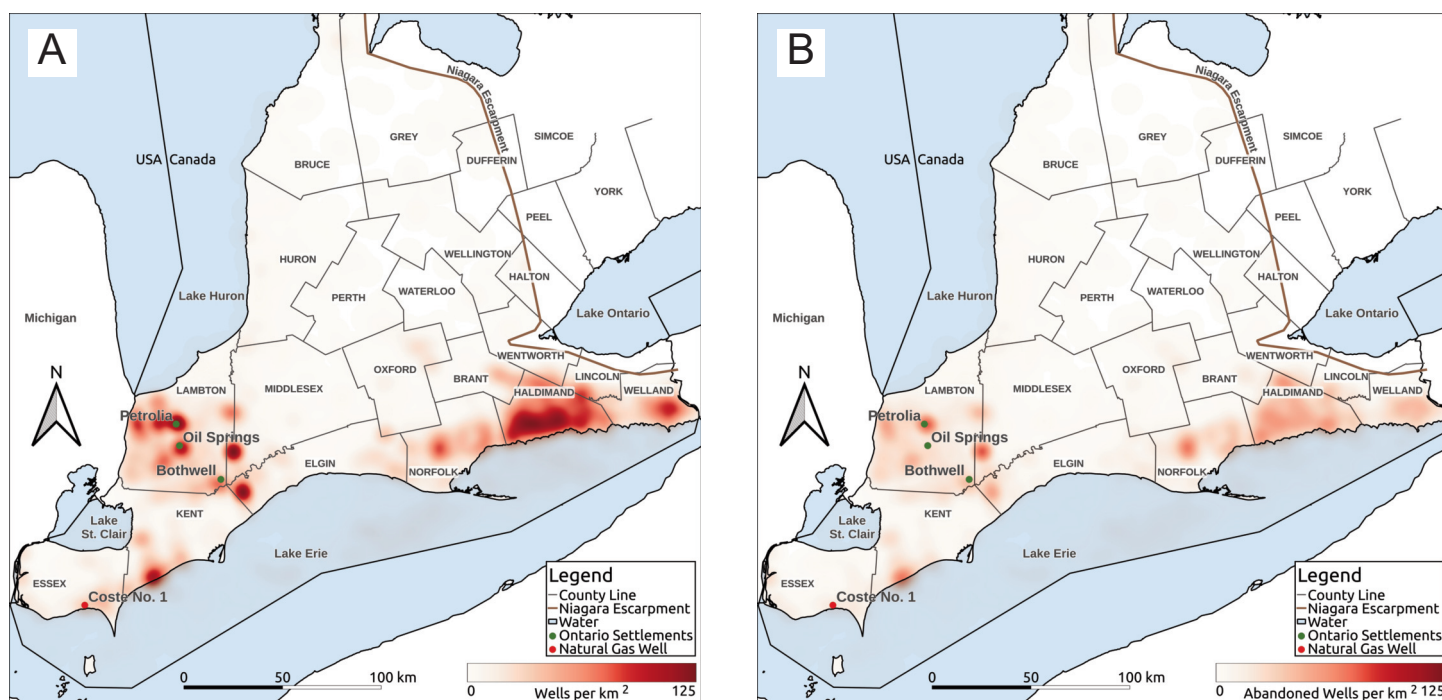 A
Niagara Escarpment
GREY
SIMCOE
DUFFERIN
USA Canada
BRUCE
YORK
PEEL
HURON
WELLINGTON
HALTON
Lake Huron
PERTH
WATERLOO
Michigan
Lake Ontario
N
WENTWORTH
OXFORD
LAMBTON
MIDDLESEX
BRANT
LINCOLN
HALDIMAND
WELLAND
Petrolia
Oil Springs
Bothwell
ELGIN
NORFOLK
KENT
Lake
St. Clair
Lake Erie
ESSEX
Coste No. 1
Legend
County Line
Niagara Escarpment
Water
Ontario Settlements
Natural Gas Well
0 50 100 km
0 Wells per km 2 125
B
Niagara Escarpment
GREY
SIMCOE
DUFFERIN
USA Canada
BRUCE
YORK
PEEL
HURON
WELLINGTON
HALTON
Lake Huron
PERTH
WATERLOO
Michigan
Lake Ontario
N
WENTWORTH
OXFORD
LAMBTON
MIDDLESEX
BRANT
LINCOLN
HALDIMAND
WELLAND
Petrolia
Oil Springs
Bothwell
ELGIN
NORFOLK
KENT
Lake
St. Clair
Lake Erie
ESSEX
Coste No. 1
Legend
County Line
Niagara Escarpment
Water
Ontario Settlements
Natural Gas Well
0 50 100 km
0 Abandoned Wells per km 2 125